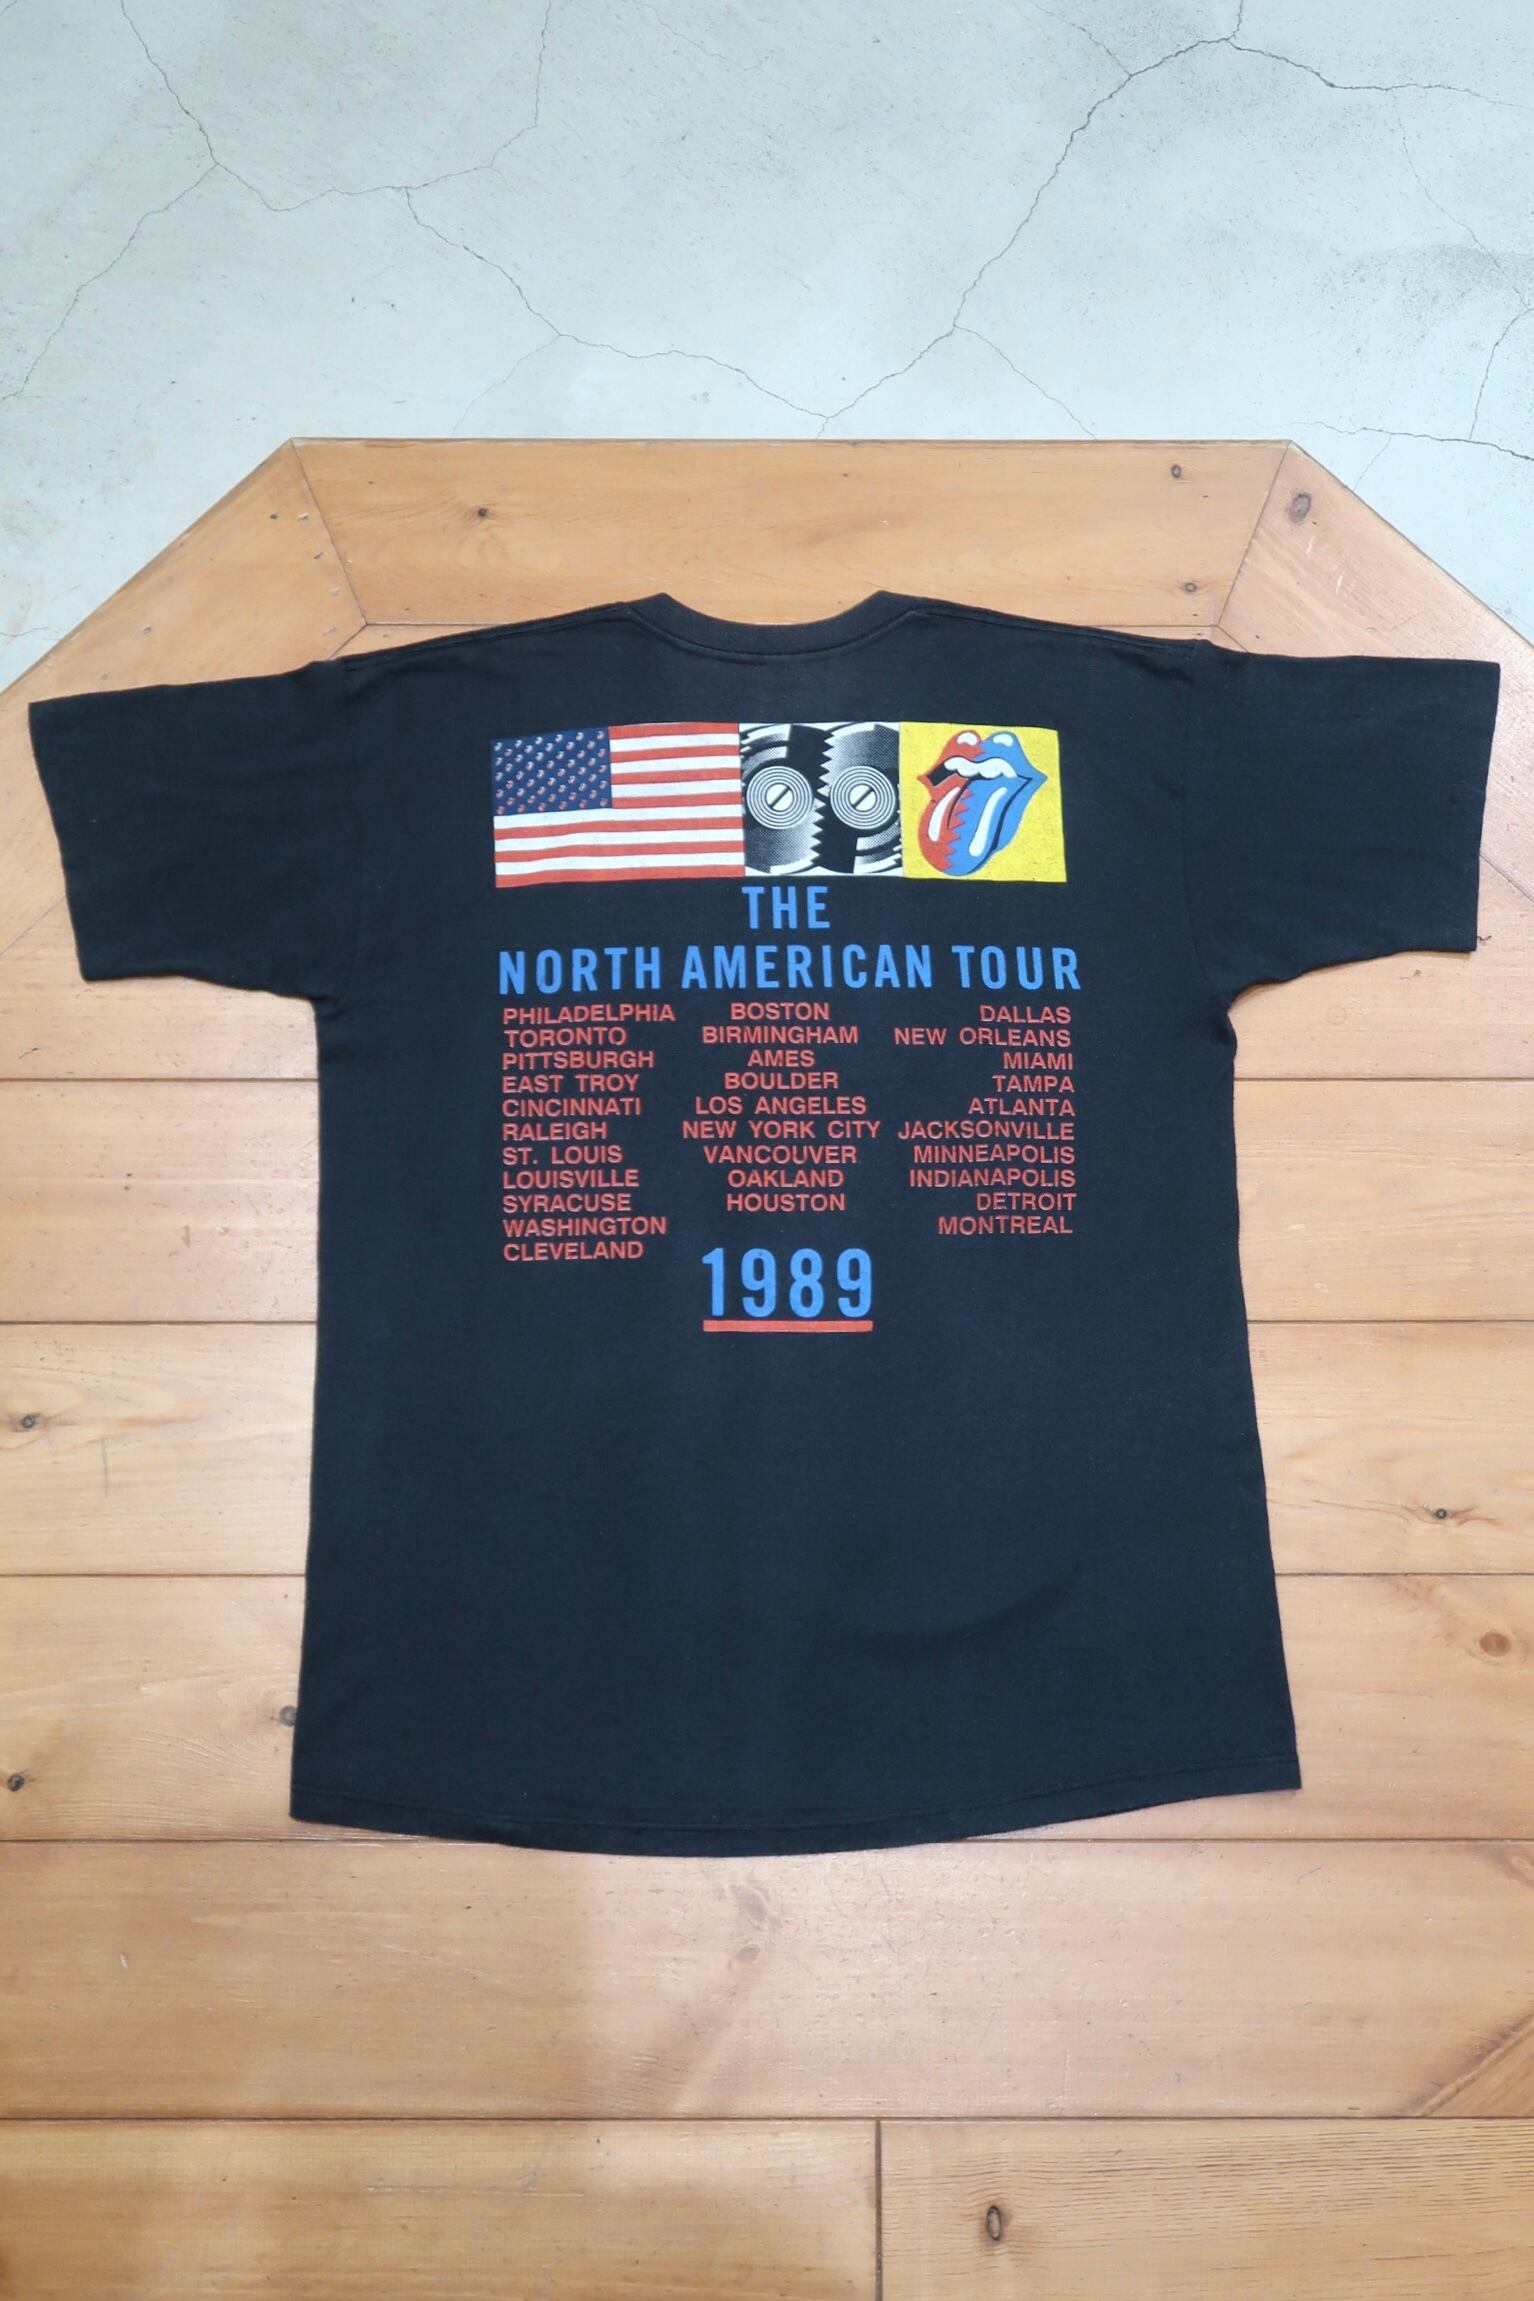 THE
NORTH AMERICAN TOUR
PHILADELPHIA
TORONTO
PITTSBURGH
EAST TROY
CINCINNATI
RALEIGH
ST. LOUIS
LOUISVILLE
SYRACUSE
WASHINGTON
CLEVELAND
BOSTON
BIRMINGHAM
AMES
BOULDER
LOS ANGELES
NEW YORK CITY
VANCOUVER
OAKLAND
HOUSTON
DALLAS
NEW ORLEANS
MIAMI
TAMPA
ATLANTA
JACKSONVILLE
MINNEAPOLIS
INDIANAPOLIS
DETROIT
MONTREAL
1989